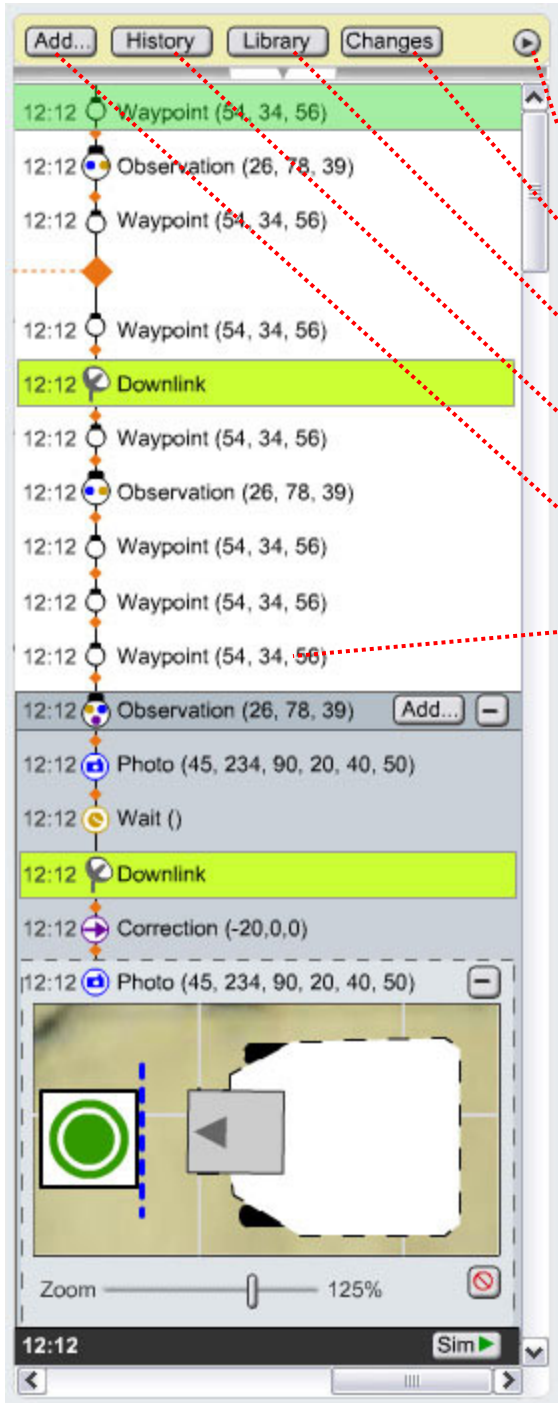 Add... History Library Changes
12:12 Waypoint (54, 34, 56)
12:12 Observation (26, 78, 39)
12:12 Waypoint (54, 34, 56)
12:12 Waypoint (54, 34, 56)
12:12 Downlink
12:12 Waypoint (54, 34, 56)
12:12 Observation (26, 78, 39)
12:12 Waypoint (54, 34, 56)
12:12 Waypoint (54, 34, 56)
12:12 Waypoint (54, 34, 56)
12:12 Observation (26, 78, 39) Add...
12:12 Photo (45, 234, 90, 20, 40, 50)
12:12 Wait ()
12:12 Downlink
12:12 Correction (-20,0,0)
12:12 Photo (45, 234, 90, 20, 40, 50)
Zoom 125%
12:12 Sim